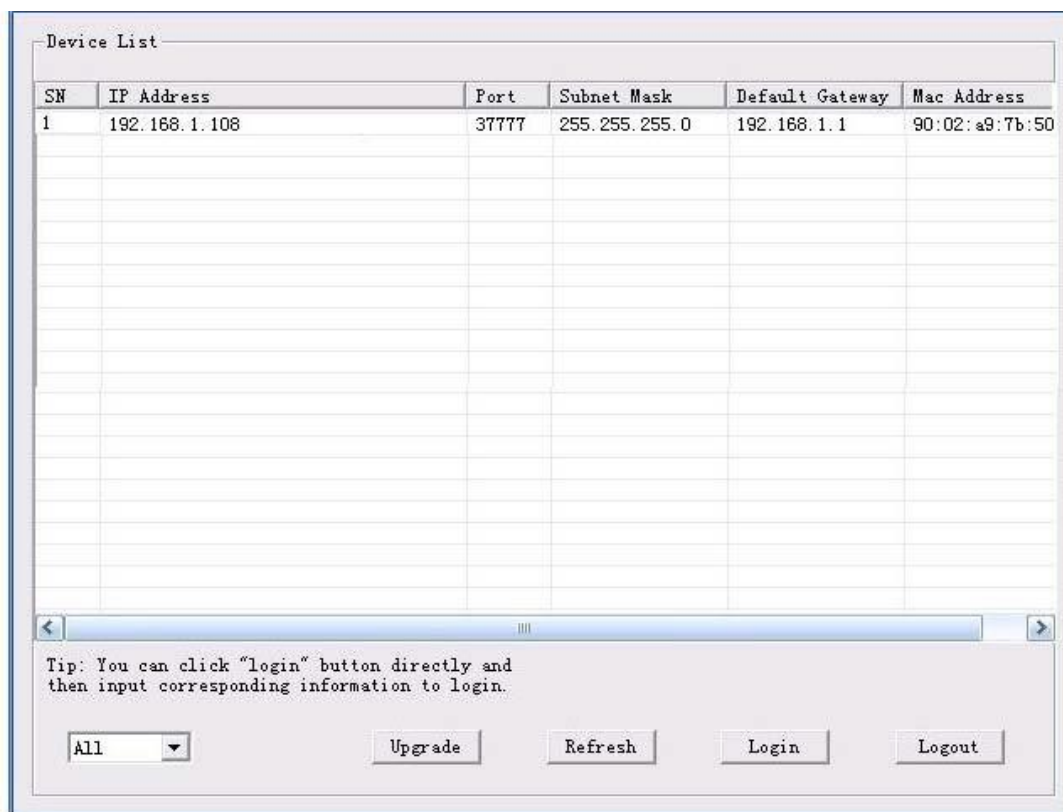 Device List
SN IP Address Port Subnet Mask Default Gateway Mac Address
1 192.168.1.108 37777 255.255.255.0 192.168.1.1 90:02:a9:7b:50
Tip: You can click "login" button directly and
then input corresponding information to login.
All Upgrade Refresh Login Logout